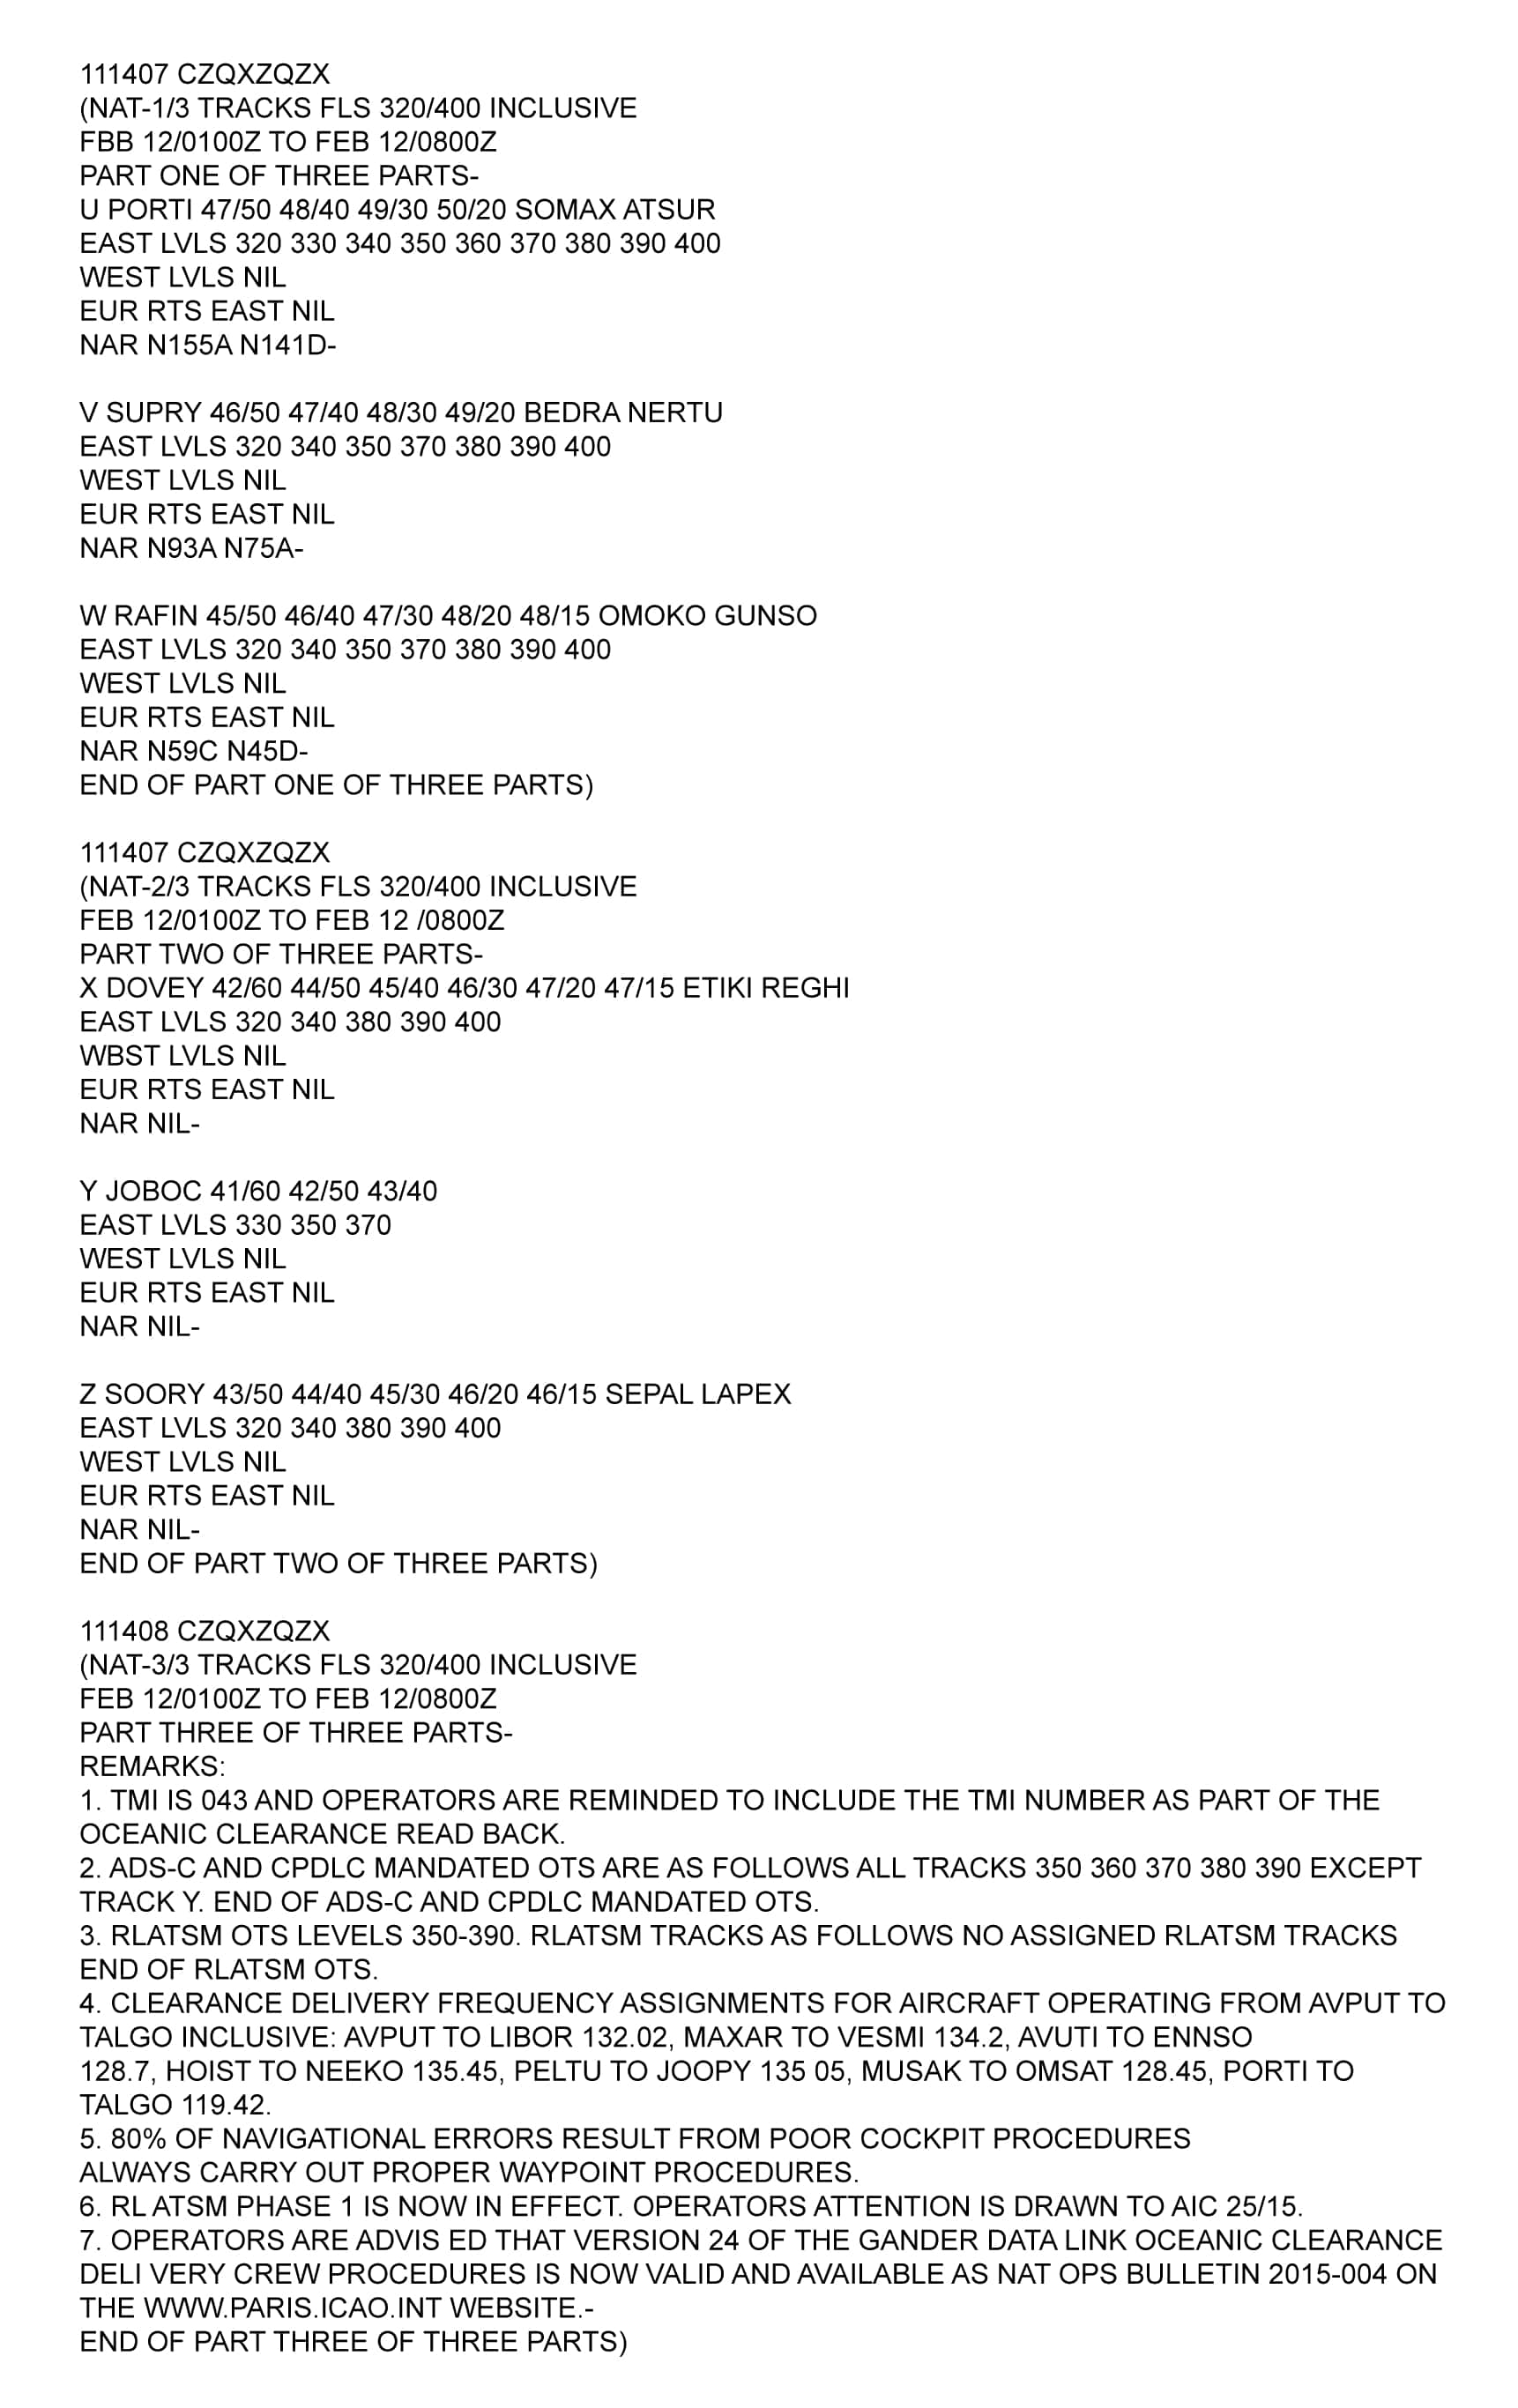 111407 CZQXZQZX
(NAT-1/3 TRACKS FLS 320/400 INCLUSIVE
FBB 12/0100Z TO FEB 12/0800Z
PART ONE OF THREE PARTS-
U PORTI 47/50 48/40 49/30 50/20 SOMAX ATSUR
EAST LVLS 320 330 340 350 360 370 380 390 400
WEST LVLS NIL
EUR RTS EAST NIL
NAR N155A N141D-

V SUPRY 46/50 47/40 48/30 49/20 BEDRA NERTU
EAST LVLS 320 340 350 370 380 390 400
WEST LVLS NIL
EUR RTS EAST NIL
NAR N93A N75A-

W RAFIN 45/50 46/40 47/30 48/20 48/15 OMOKO GUNSO
EAST LVLS 320 340 350 370 380 390 400
WEST LVLS NIL
EUR RTS EAST NIL
NAR N59C N45D-
END OF PART ONE OF THREE PARTS)

111407 CZQXZQZX
(NAT-2/3 TRACKS FLS 320/400 INCLUSIVE
FEB 12/0100Z TO FEB 12 /0800Z
PART TWO OF THREE PARTS-
X DOVEY 42/60 44/50 45/40 46/30 47/20 47/15 ETIKI REGHI
EAST LVLS 320 340 380 390 400
WBST LVLS NIL
EUR RTS EAST NIL
NAR NIL-

Y JOBOC 41/60 42/50 43/40
EAST LVLS 330 350 370
WEST LVLS NIL
EUR RTS EAST NIL
NAR NIL-

Z SOORY 43/50 44/40 45/30 46/20 46/15 SEPAL LAPEX
EAST LVLS 320 340 380 390 400
WEST LVLS NIL
EUR RTS EAST NIL
NAR NIL-
END OF PART TWO OF THREE PARTS)

111408 CZQXZQZX
(NAT-3/3 TRACKS FLS 320/400 INCLUSIVE
FEB 12/0100Z TO FEB 12/0800Z
PART THREE OF THREE PARTS-
REMARKS:
1. TMI IS 043 AND OPERATORS ARE REMINDED TO INCLUDE THE TMI NUMBER AS PART OF THE
OCEANIC CLEARANCE READ BACK.
2. ADS-C AND CPDLC MANDATED OTS ARE AS FOLLOWS ALL TRACKS 350 360 370 380 390 EXCEPT
TRACK Y. END OF ADS-C AND CPDLC MANDATED OTS.
3. RLATSM OTS LEVELS 350-390. RLATSM TRACKS AS FOLLOWS NO ASSIGNED RLATSM TRACKS
END OF RLATSM OTS.
4. CLEARANCE DELIVERY FREQUENCY ASSIGNMENTS FOR AIRCRAFT OPERATING FROM AVPUT TO
TALGO INCLUSIVE: AVPUT TO LIBOR 132.02, MAXAR TO VESMI 134.2, AVUTI TO ENNSO
128.7, HOIST TO NEEKO 135.45, PELTU TO JOOPY 135 05, MUSAK TO OMSAT 128.45, PORTI TO
TALGO 119.42.
5. 80% OF NAVIGATIONAL ERRORS RESULT FROM POOR COCKPIT PROCEDURES
ALWAYS CARRY OUT PROPER WAYPOINT PROCEDURES.
6. RL ATSM PHASE 1 IS NOW IN EFFECT. OPERATORS ATTENTION IS DRAWN TO AIC 25/15.
7. OPERATORS ARE ADVIS ED THAT VERSION 24 OF THE GANDER DATA LINK OCEANIC CLEARANCE
DELI VERY CREW PROCEDURES IS NOW VALID AND AVAILABLE AS NAT OPS BULLETIN 2015-004 ON
THE WWW.PARIS.ICAO.INT WEBSITE.-
END OF PART THREE OF THREE PARTS)